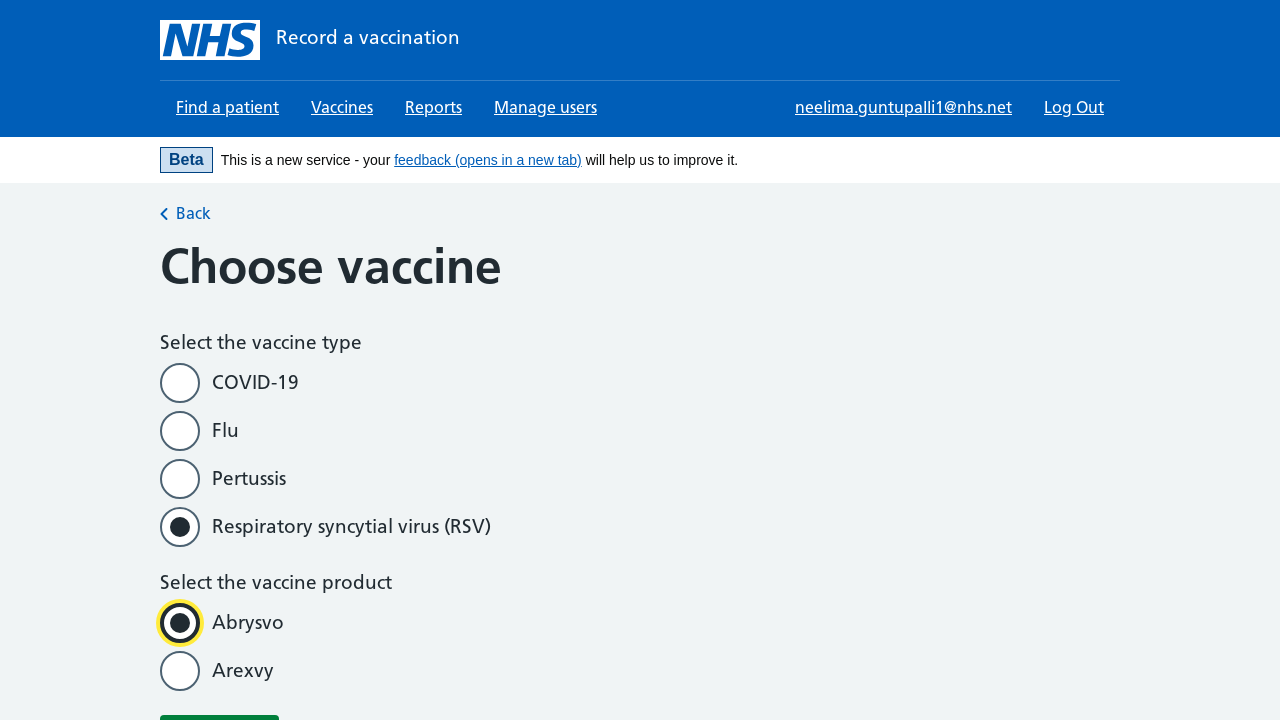 NHS Record a vaccination
Find a patient Vaccines Reports Manage users neelima.guntupalli1@nhs.net Log Out
Beta This is a new service - your feedback (opens in a new tab) will help us to improve it.
Back
Choose vaccine
Select the vaccine type
COVID-19
Flu
Pertussis
Respiratory syncytial virus (RSV)
Select the vaccine product
Abrysvo
Arexvy